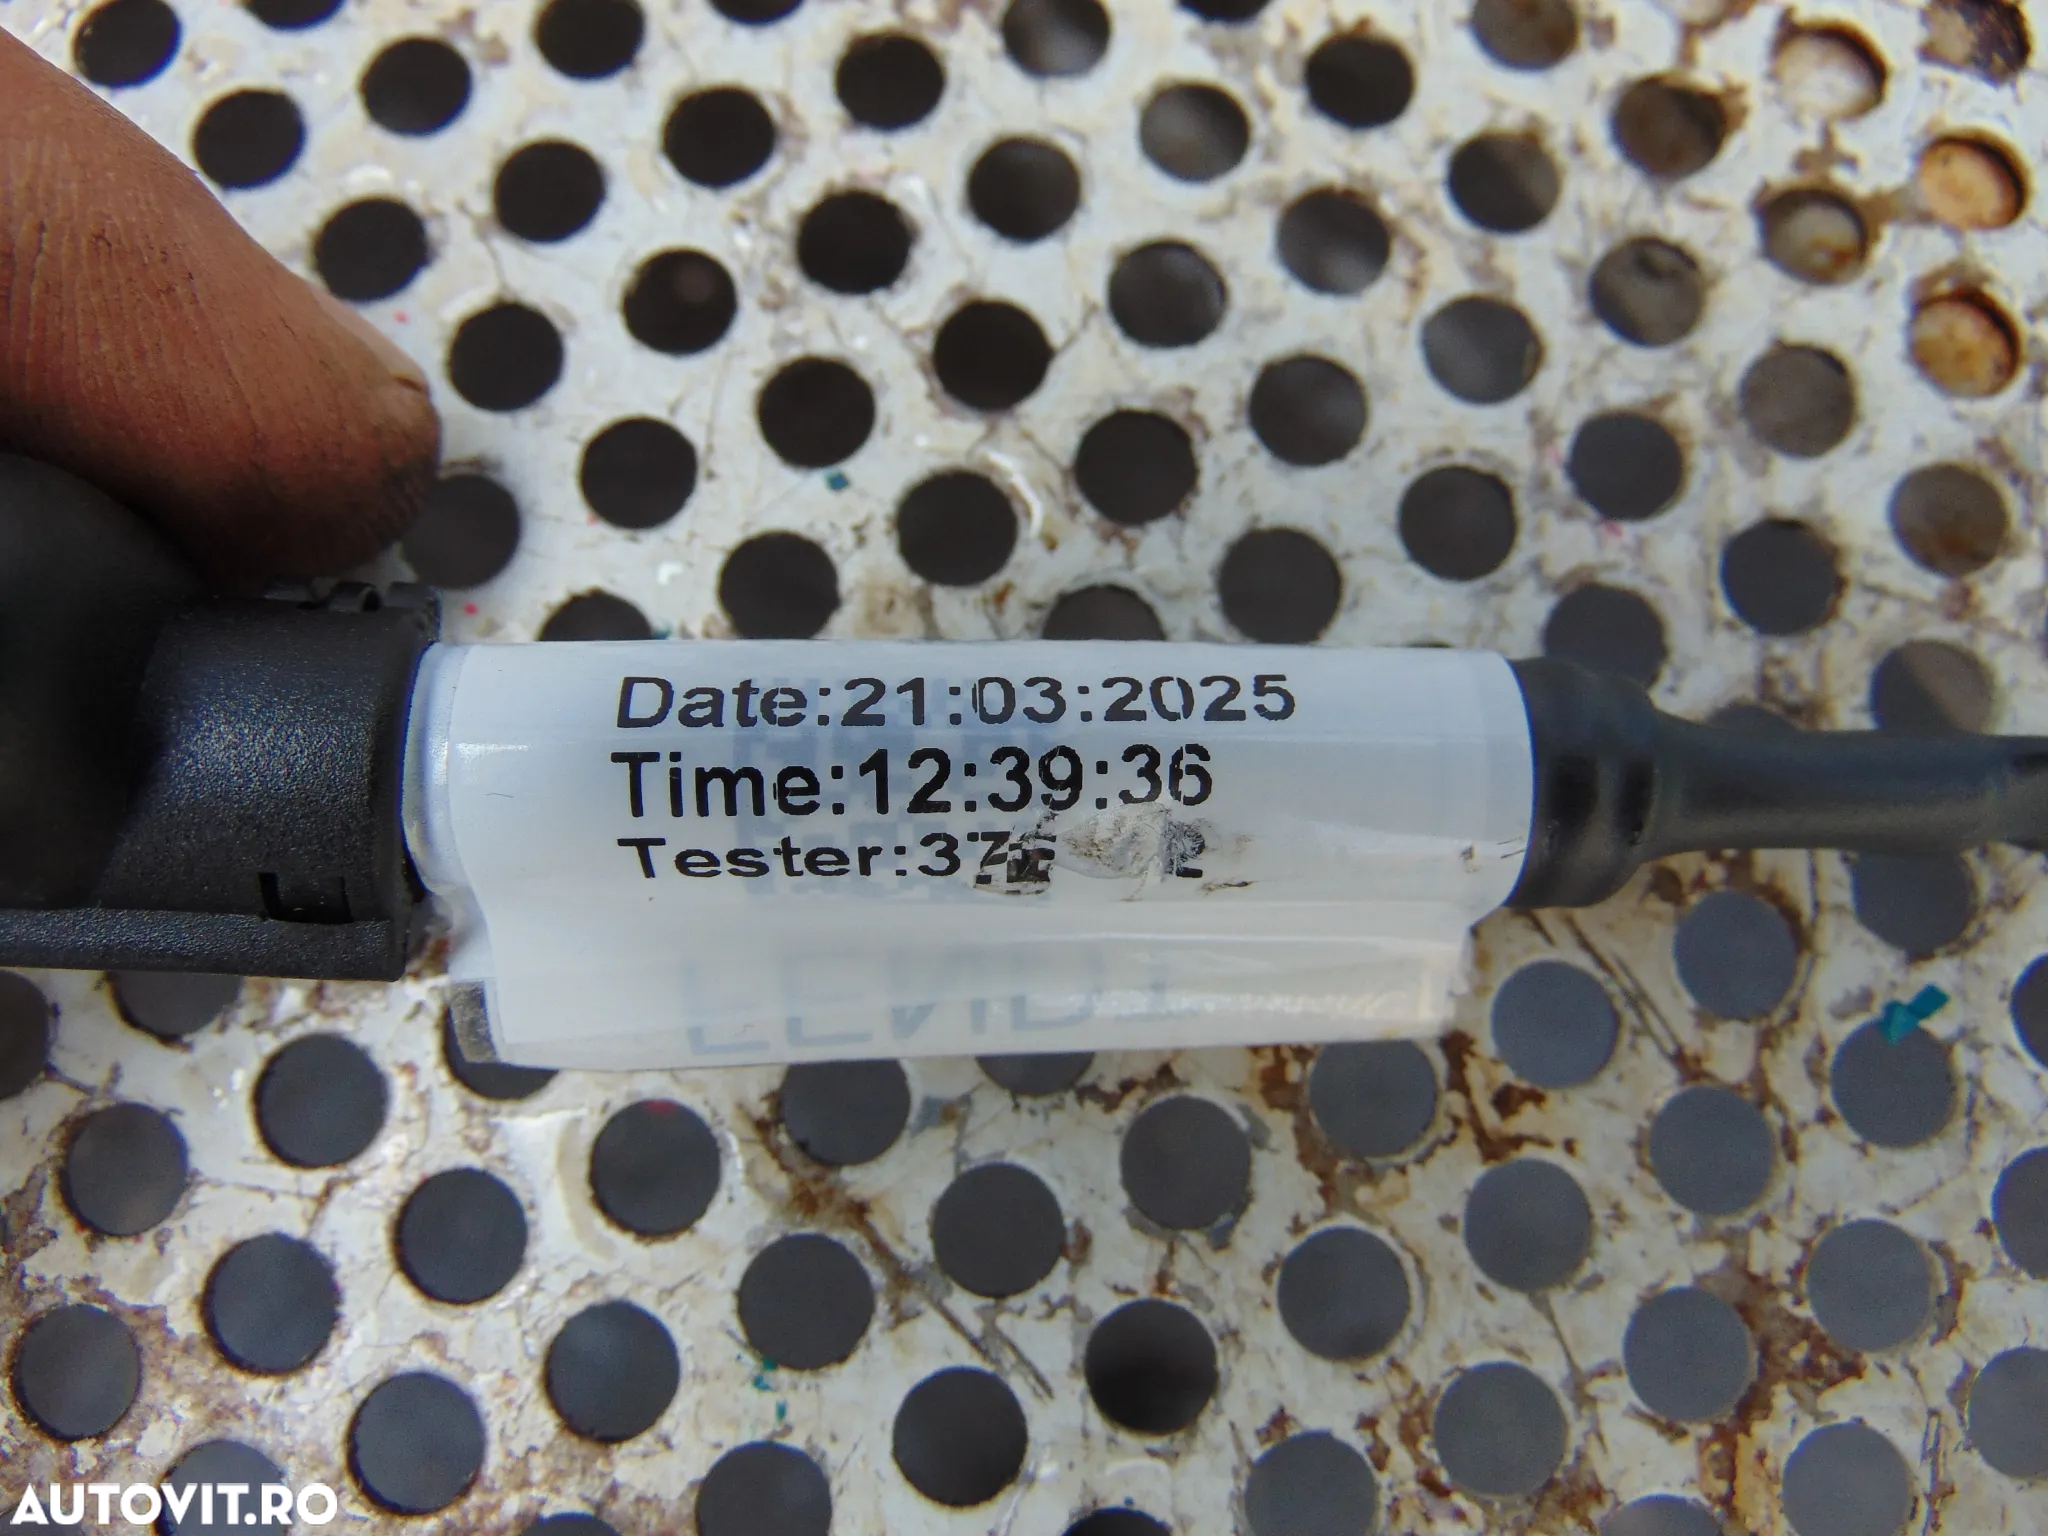 Date:21:03:2025
Time:12:39:36
Tester:
AUTOVIT.RO